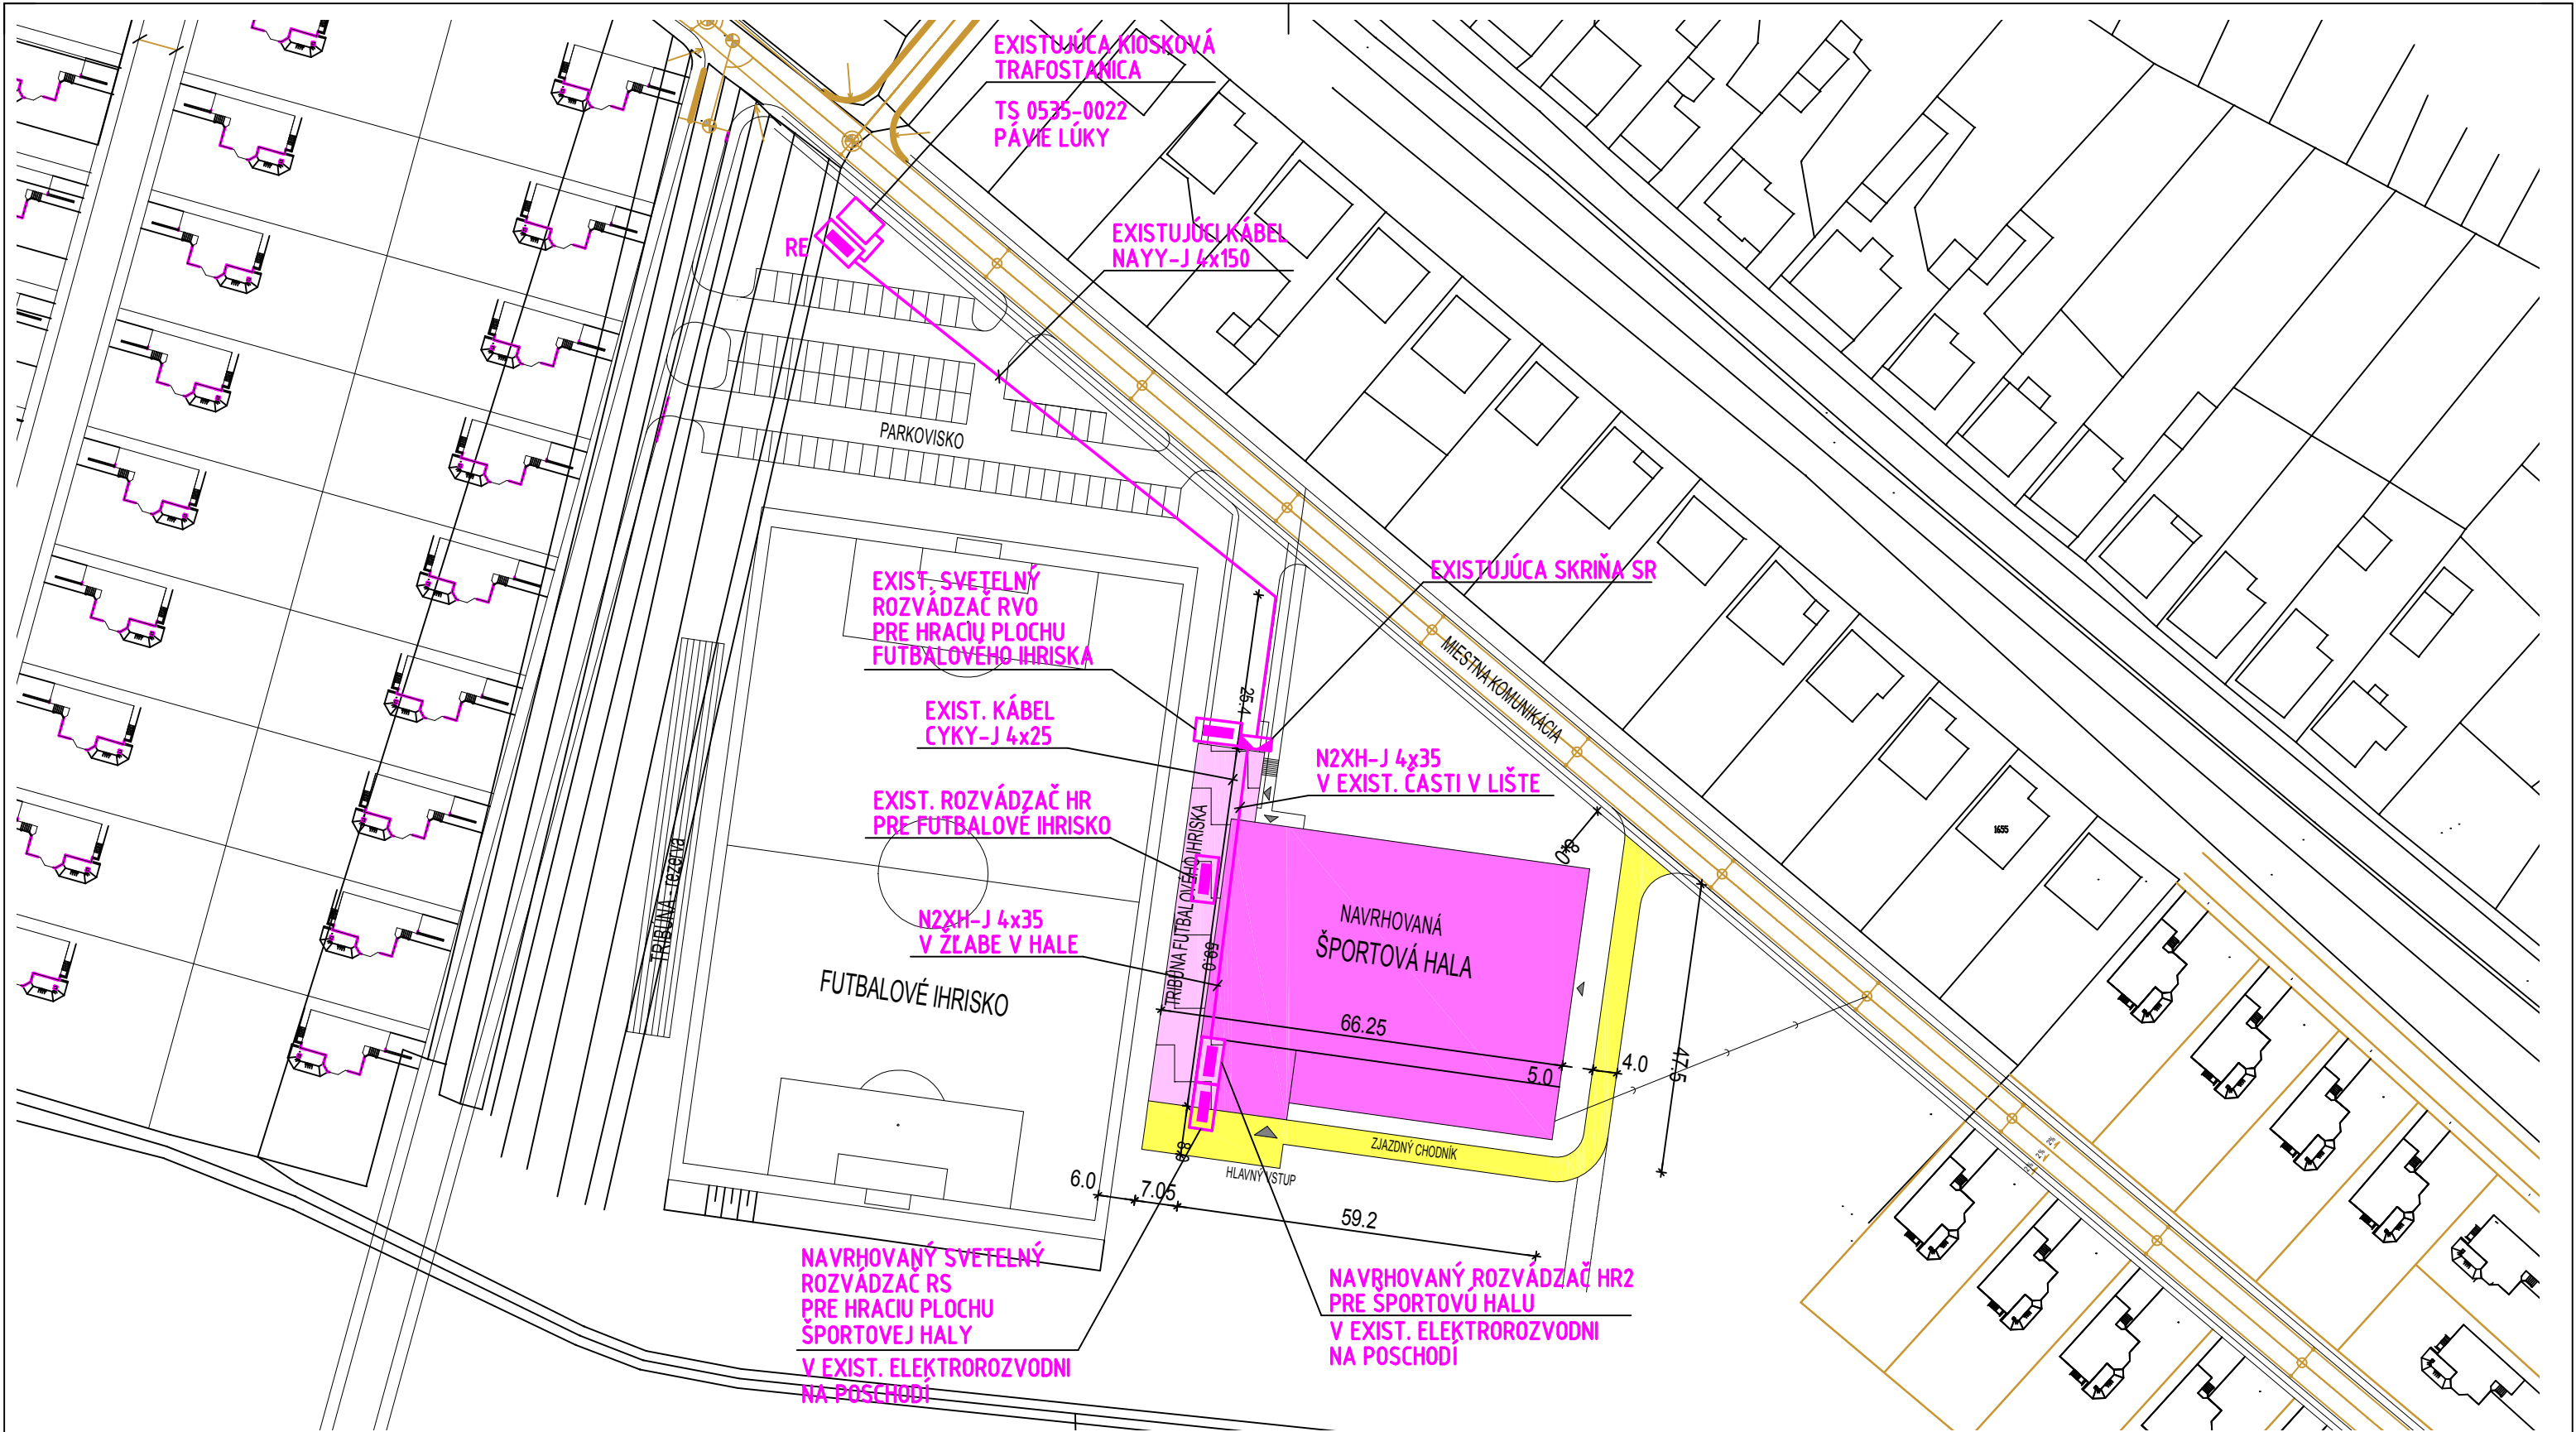 EXISTUJÚCA KIOSKOVÁ
TRAFOSTANICA
TS 0535-0022
PÁVIE LÚKY
RE
EXISTUJÚCI KÁBEL
NAYY-J 4x150
PARKOVISKO
EXISTUJÚCA SKRIŇA SR
EXIST. SVETELNÝ
ROZVÁDZAČ RVO
PRE HRACIU PLOCHU
FUTBALOVÉHO IHRISKA
MIESTNA KOMUNIKÁCIA
25.4
EXIST. KÁBEL
CYKY-J 4x25
N2XH-J 4x35
V EXIST. ČASTI V LIŠTE
EXIST. ROZVÁDZAČ HR
PRE FUTBALOVÉ IHRISKO
TRIBÚNA FUTBALOVÉHO IHRISKA
8.0
1655
TRIBÚNA - rezerva
N2XH-J 4x35
V ŽĽABE V HALE
69.0
NAVRHOVANÁ
ŠPORTOVÁ HALA
FUTBALOVÉ IHRISKO
66.25
5.0
4.0
47.5
ZJAZDNÝ CHODNÍK
HLAVNÝ VSTUP
6.0
7.05
59.2
NAVRHOVANÝ SVETELNÝ
ROZVÁDZAČ RS
PRE HRACIU PLOCHU
ŠPORTOVEJ HALY
V EXIST. ELEKTROROZVODNI
NA POSCHODÍ
NAVRHOVANÝ ROZVÁDZAČ HR2
PRE ŠPORTOVÚ HALU
V EXIST. ELEKTROROZVODNI
NA POSCHODÍ